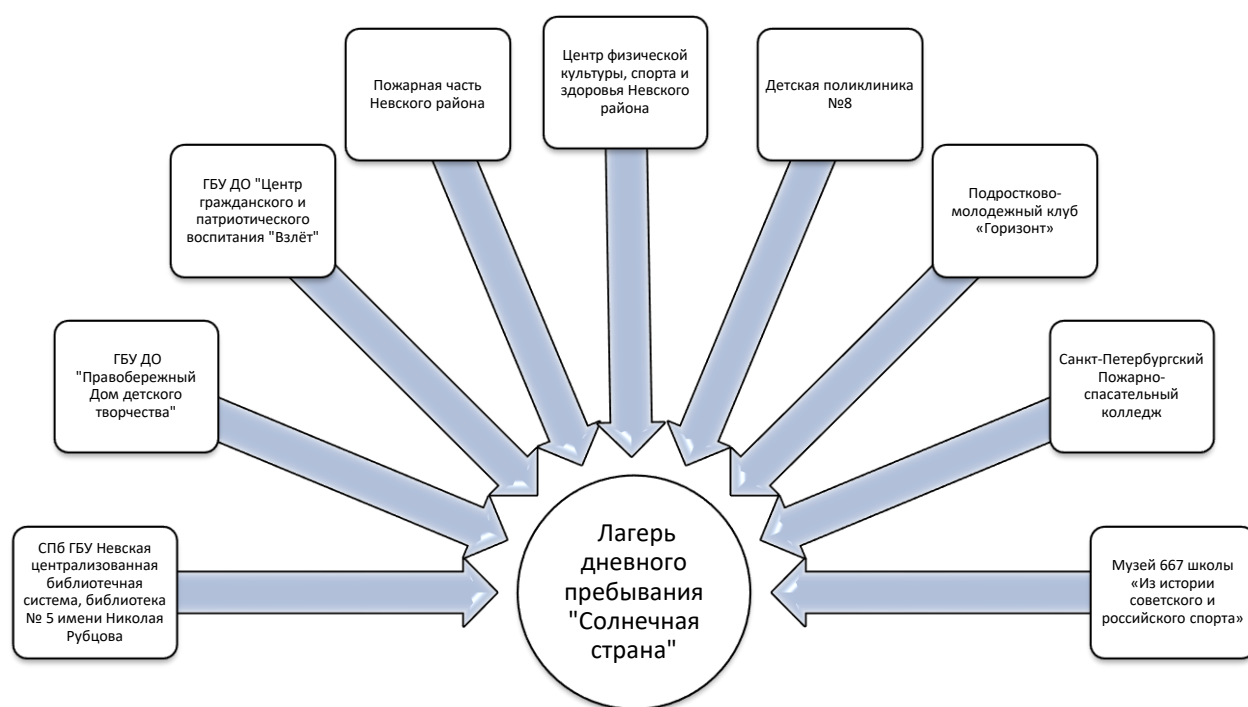 СПб ГБУ Невская
централизованная
библиотечная
система, библиотека
№ 5 имени Николая
Рубцова
ГБУ ДО
"Правобережный
Дом детского
творчества"
ГБУ ДО "Центр
гражданского и
патриотического
воспитания "Взлёт"
Пожарная часть
Невского района
Центр физической
культуры, спорта и
здоровья Невского
района
Детская поликлиника
№8
Подростково-
молодежный клуб
«Горизонт»
Санкт-Петербургский
Пожарно-
спасательный
колледж
Музей 667 школы
«Из истории
советского и
российского спорта»
Лагерь
дневного
пребывания
"Солнечная
страна"